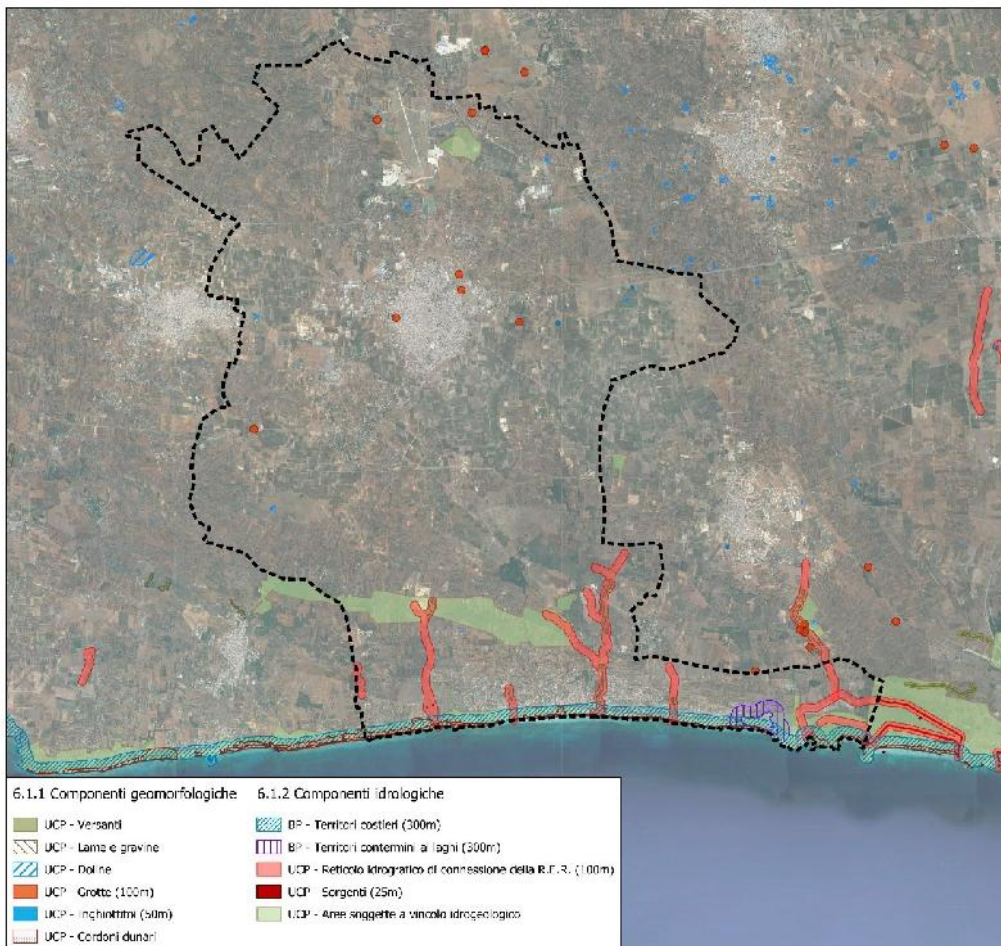 6.1.1 Componenti geomorfologiche
UCP - Versanti
UCP - Lame e gravine
UCP - Doline
UCP - Grotte (100m)
UCP - Inghiottitoi (50m)
UCP - Cordoni dunari
6.1.2 Componenti idrologiche
BP - Territori costieri (300m)
BP - Territori contermini ai laghi (300m)
UCP - Reticolo idrografico di connessione della R.E.R. (100m)
UCP - Sorgenti (25m)
UCP - Aree soggette a vincolo idrogeologico